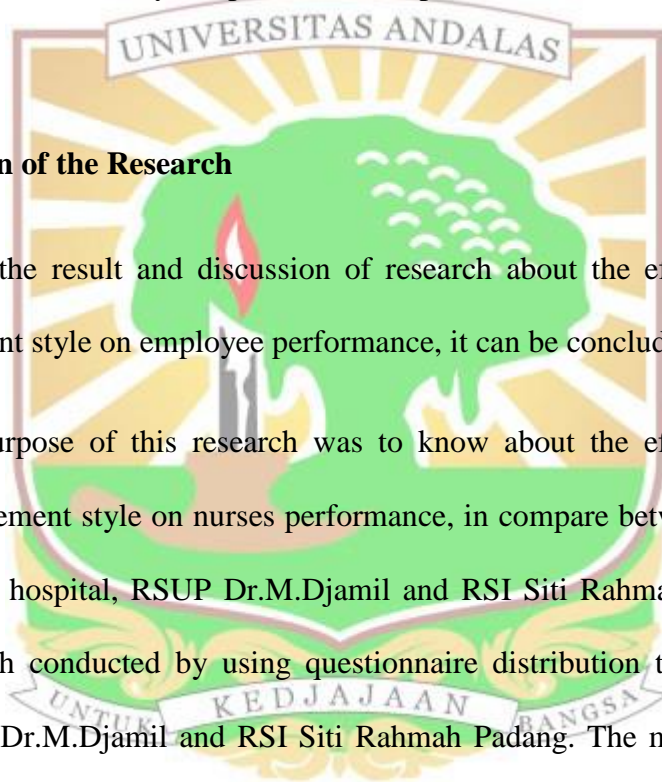 UNIVERSITAS ANDALAS
n of the Research
the result and discussion of research about the ef
nt style on employee performance, it can be conclud
urpose of this research was to know about the ef
ement style on nurses performance, in compare betw
hospital, RSUP Dr.M.Djamil and RSI Siti Rahma
h conducted by using questionnaire distribution t
UNTUK KEDJAJAAN BANGSA
Dr.M.Djamil and RSI Siti Rahmah Padang. The n